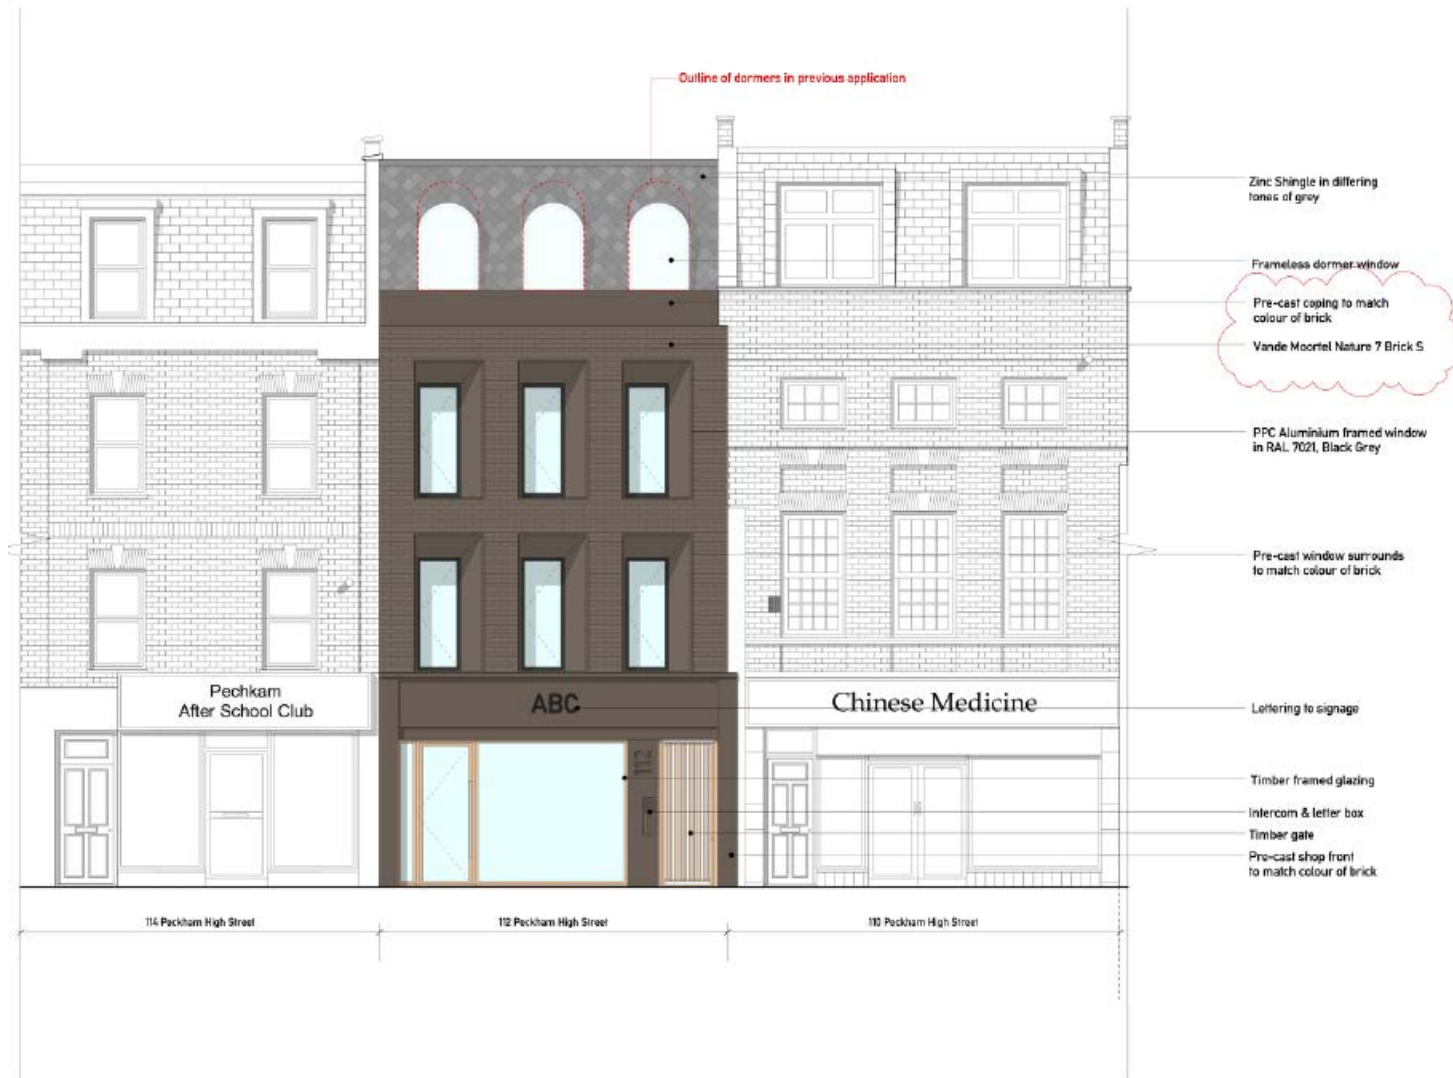 Outline of dormers in previous application
Zinc Shingle in differing
tones of grey
Frameless dormer window
Pre-cast coping to match
colour of brick
Vande Moortel Nature 7 Brick S
PPC Aluminium framed window
in RAL 7021, Black Grey
Pre-cast window surrounds
to match colour of brick
Pechkam
After School Club
ABC
Chinese Medicine
Lettering to signage
112
Timber framed glazing
Intercom & letter box
Timber gate
Pre-cast shop front
to match colour of brick
114 Peckham High Street
112 Peckham High Street
110 Peckham High Street